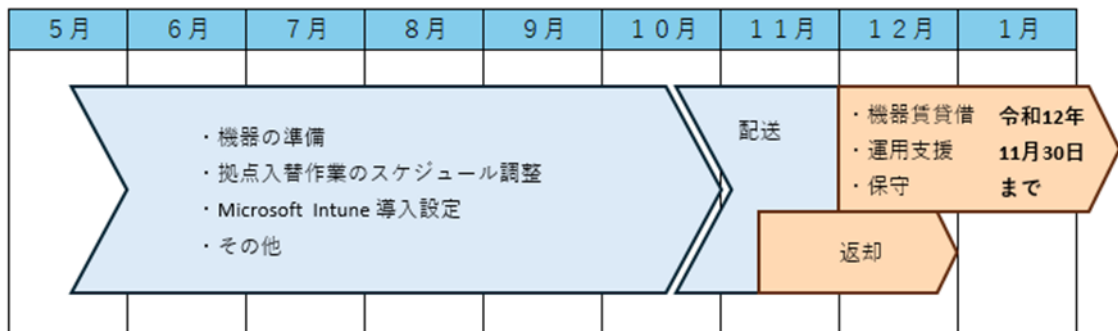 ５月 ６月 ７月 ８月 ９月 １０月 １１月 １２月 １月
・機器の準備
・拠点入替作業のスケジュール調整
・Microsoft Intune 導入設定
・その他
配送
・機器賃貸借 令和12年
・運用支援 11月30日
・保守 まで
返却